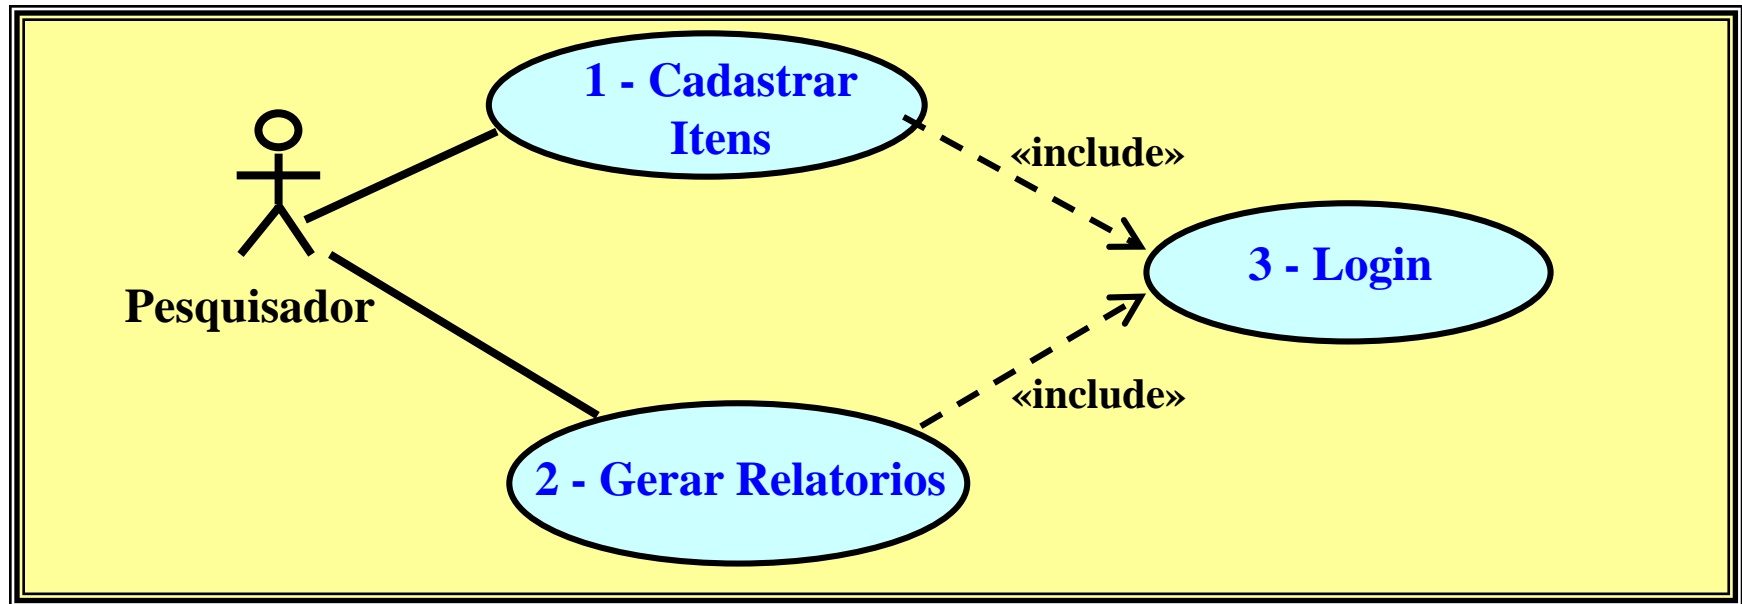 1 - Cadastrar
Itens
«include»
3 - Login
Pesquisador
«include»
2 - Gerar Relatorios